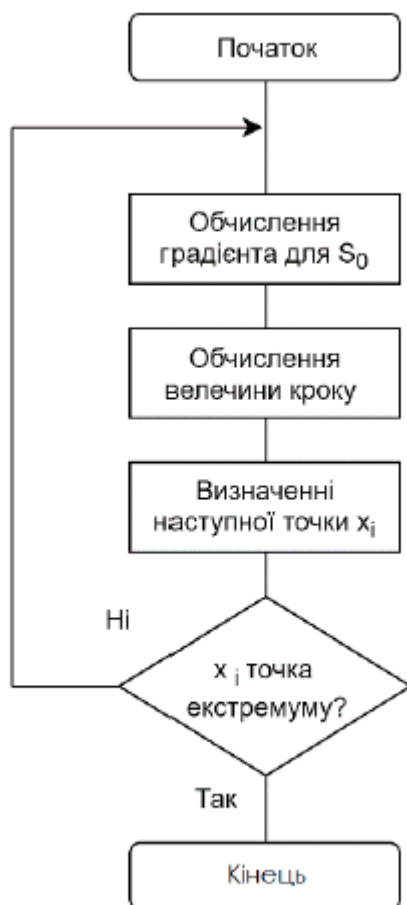 Початок
Обчислення
градієнта для S₀
Обчислення
велечини кроку
Визначенні
наступної точки xᵢ
Ні
x ᵢ точка
екстремуму?
Так
Кінець